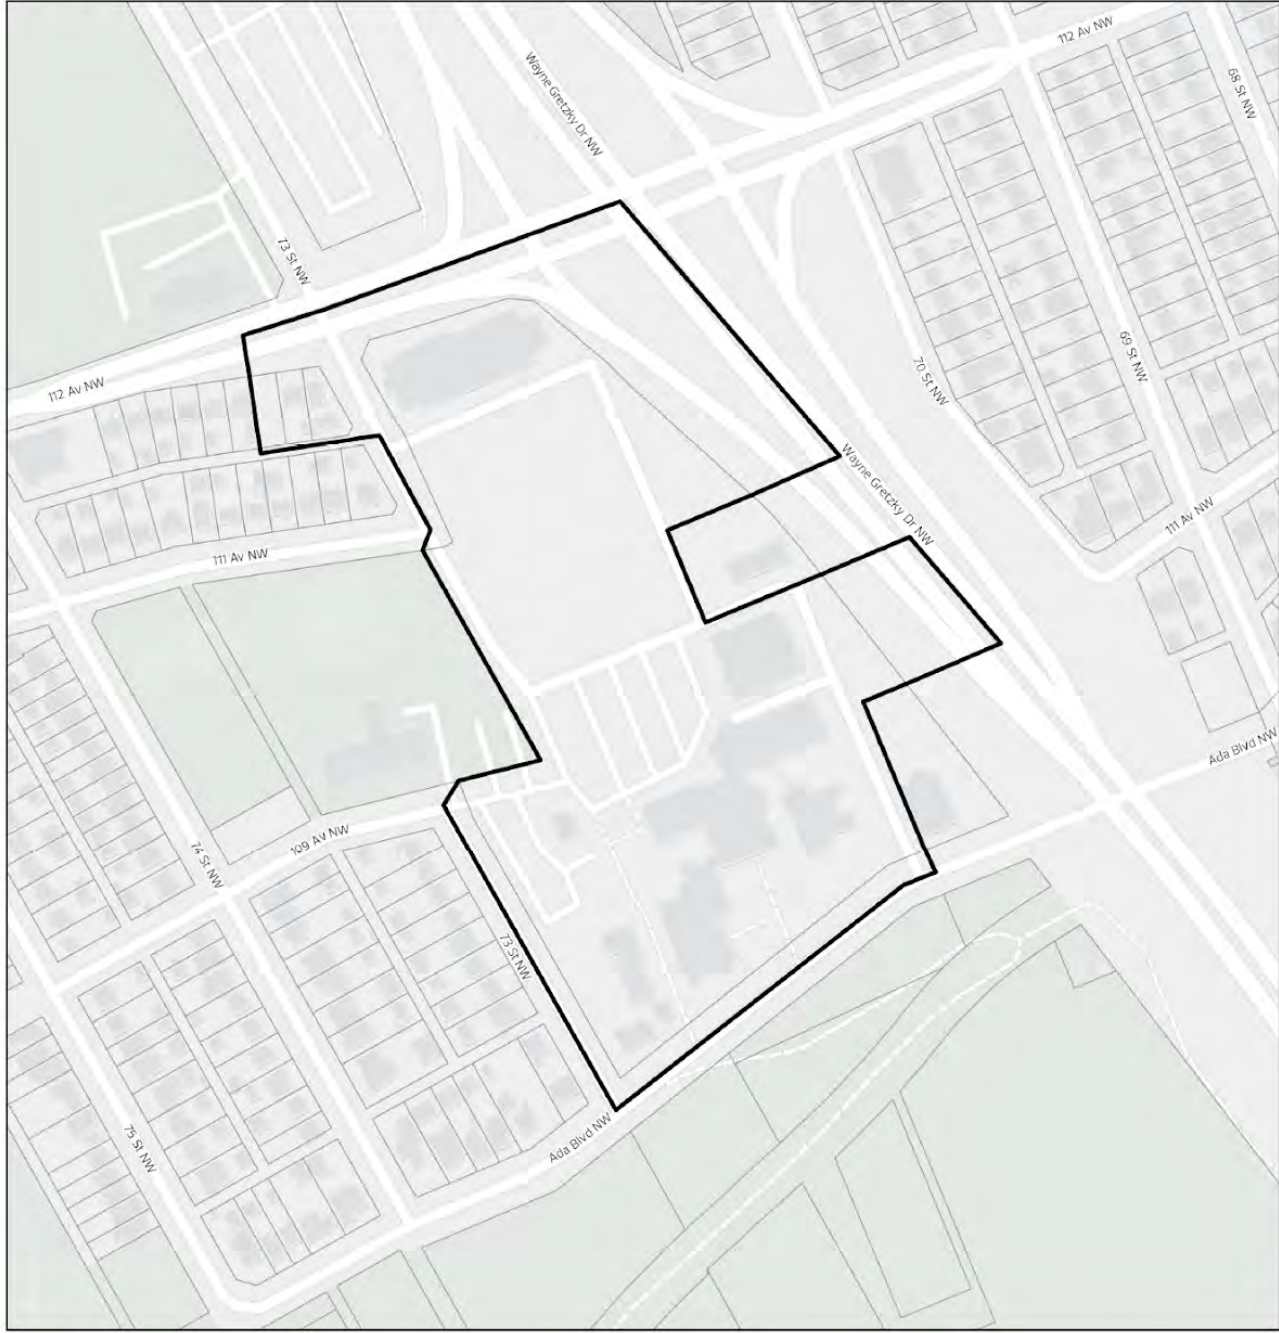 112 Av NW
Wayne Gretzky Dr NW
68 St NW
73 St NW
69 St NW
70 St NW
112 Av NW
Wayne Gretzky Dr NW
111 Av NW
111 Av NW
Ada Blvd NW
109 Av NW
74 St NW
73 St NW
Ada Blvd NW
75 St NW